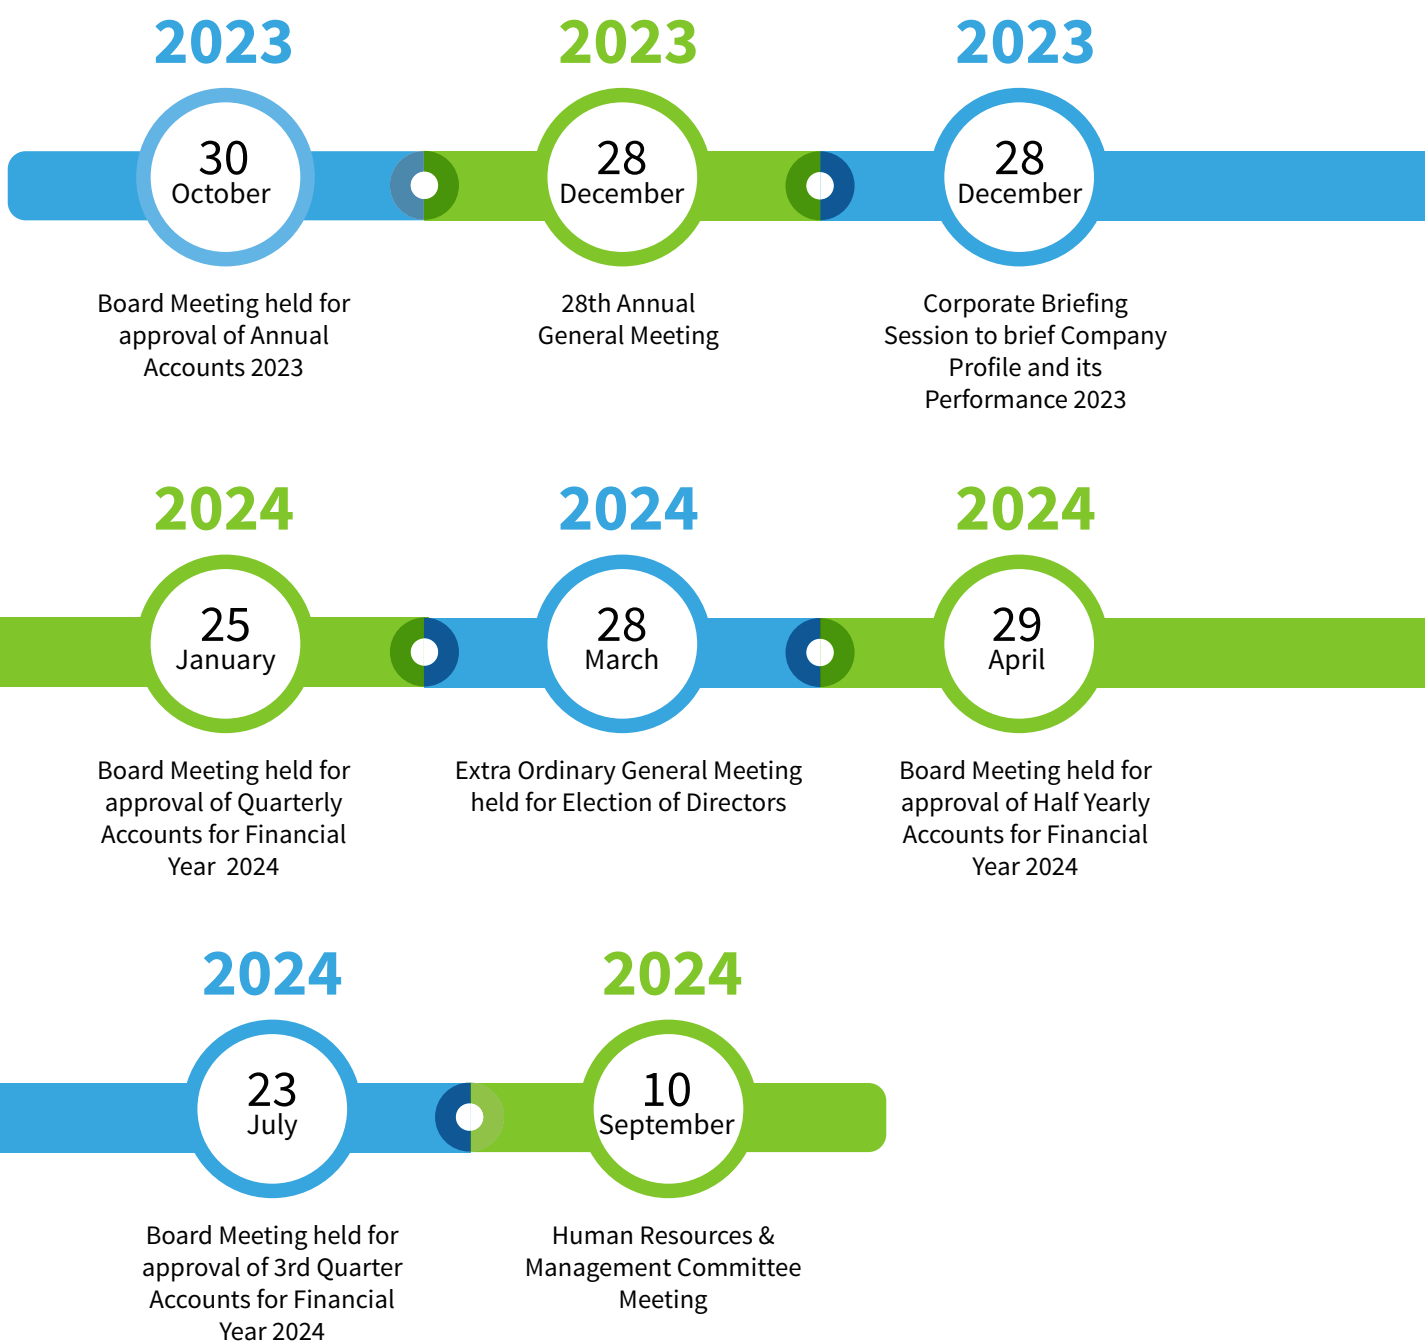 2023
30
October
Board Meeting held for
approval of Annual
Accounts 2023
2023
28
December
28th Annual
General Meeting
2023
28
December
Corporate Briefing
Session to brief Company
Profile and its
Performance 2023
2024
25
January
Board Meeting held for
approval of Quarterly
Accounts for Financial
Year 2024
2024
28
March
Extra Ordinary General Meeting
held for Election of Directors
2024
29
April
Board Meeting held for
approval of Half Yearly
Accounts for Financial
Year 2024
2024
23
July
Board Meeting held for
approval of 3rd Quarter
Accounts for Financial
Year 2024
2024
10
September
Human Resources &
Management Committee
Meeting